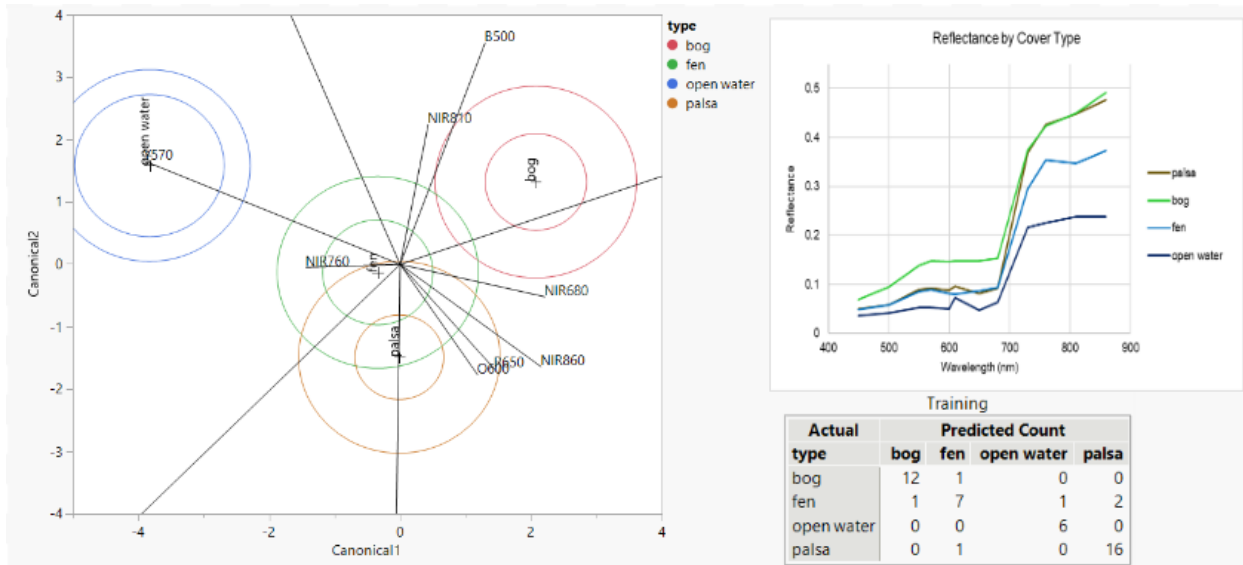 4
3
2
1
0
-1
-2
-3
-4
Canonical2
-4
-2
0
2
4
Canonical1
B500
NIR810
open water
Y570
bog
fen
NIR760
NIR680
palsa
NIR860
R650
O600
type
bog
fen
open water
palsa
Reflectance by Cover Type
0.5
0.4
0.3
0.2
0.1
0
Reflectance
400 500 600 700 800 900
Wavelength (nm)
palsa
bog
fen
open water
Training
Actual Predicted Count
type bog fen open water palsa
bog 12 1 0 0
fen 1 7 1 2
open water 0 0 6 0
palsa 0 1 0 16